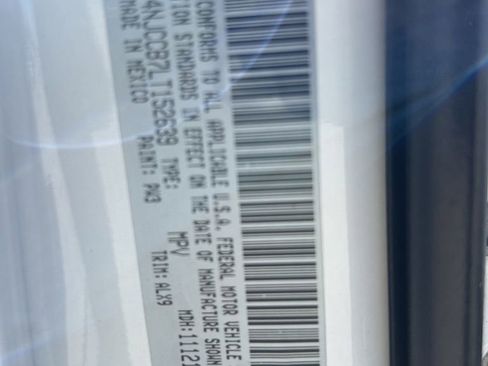 CONFORMS TO ALL APPLICABLE U.S.A. FEDERAL MOTOR VEHICLE
TION STANDARDS IN EFFECT ON THE DATE OF MANUFACTURE SHOWN
4NJCCB7LT152639 TYPE: MPV MDH:11121
MADE IN MEXICO PAINT: PW3 TRIM: ALX9